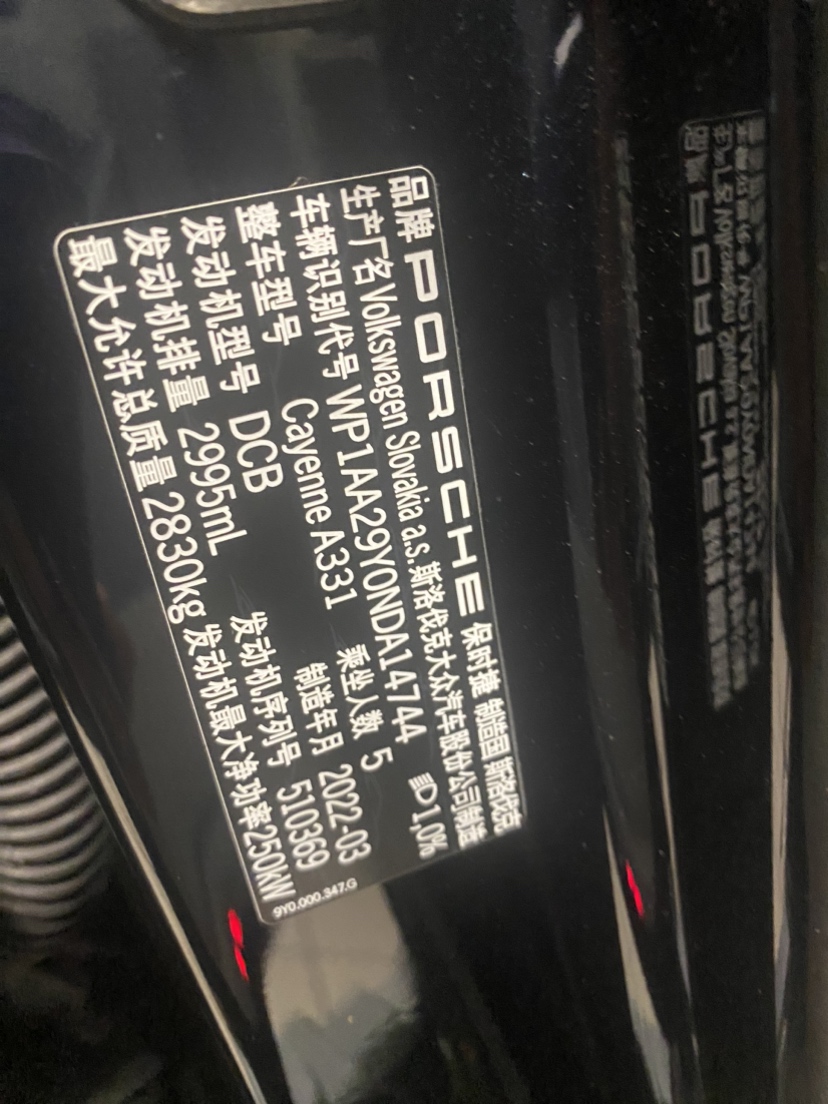 品牌 PORSCHE 保时捷 制造国 斯洛伐克
生产厂名 Volkswagen Slovakia a.s.斯洛伐克大众汽车股份公司制造
车辆识别代号 WP1AA29Y0NDA14744 1,0%
整车型号 Cayenne A331 乘坐人数 5
发动机型号 DCB 制造年月 2022-03
发动机排量 2995mL 发动机序列号 510369
最大允许总质量 2830kg 发动机最大净功率250kW
9Y0.000.347.G